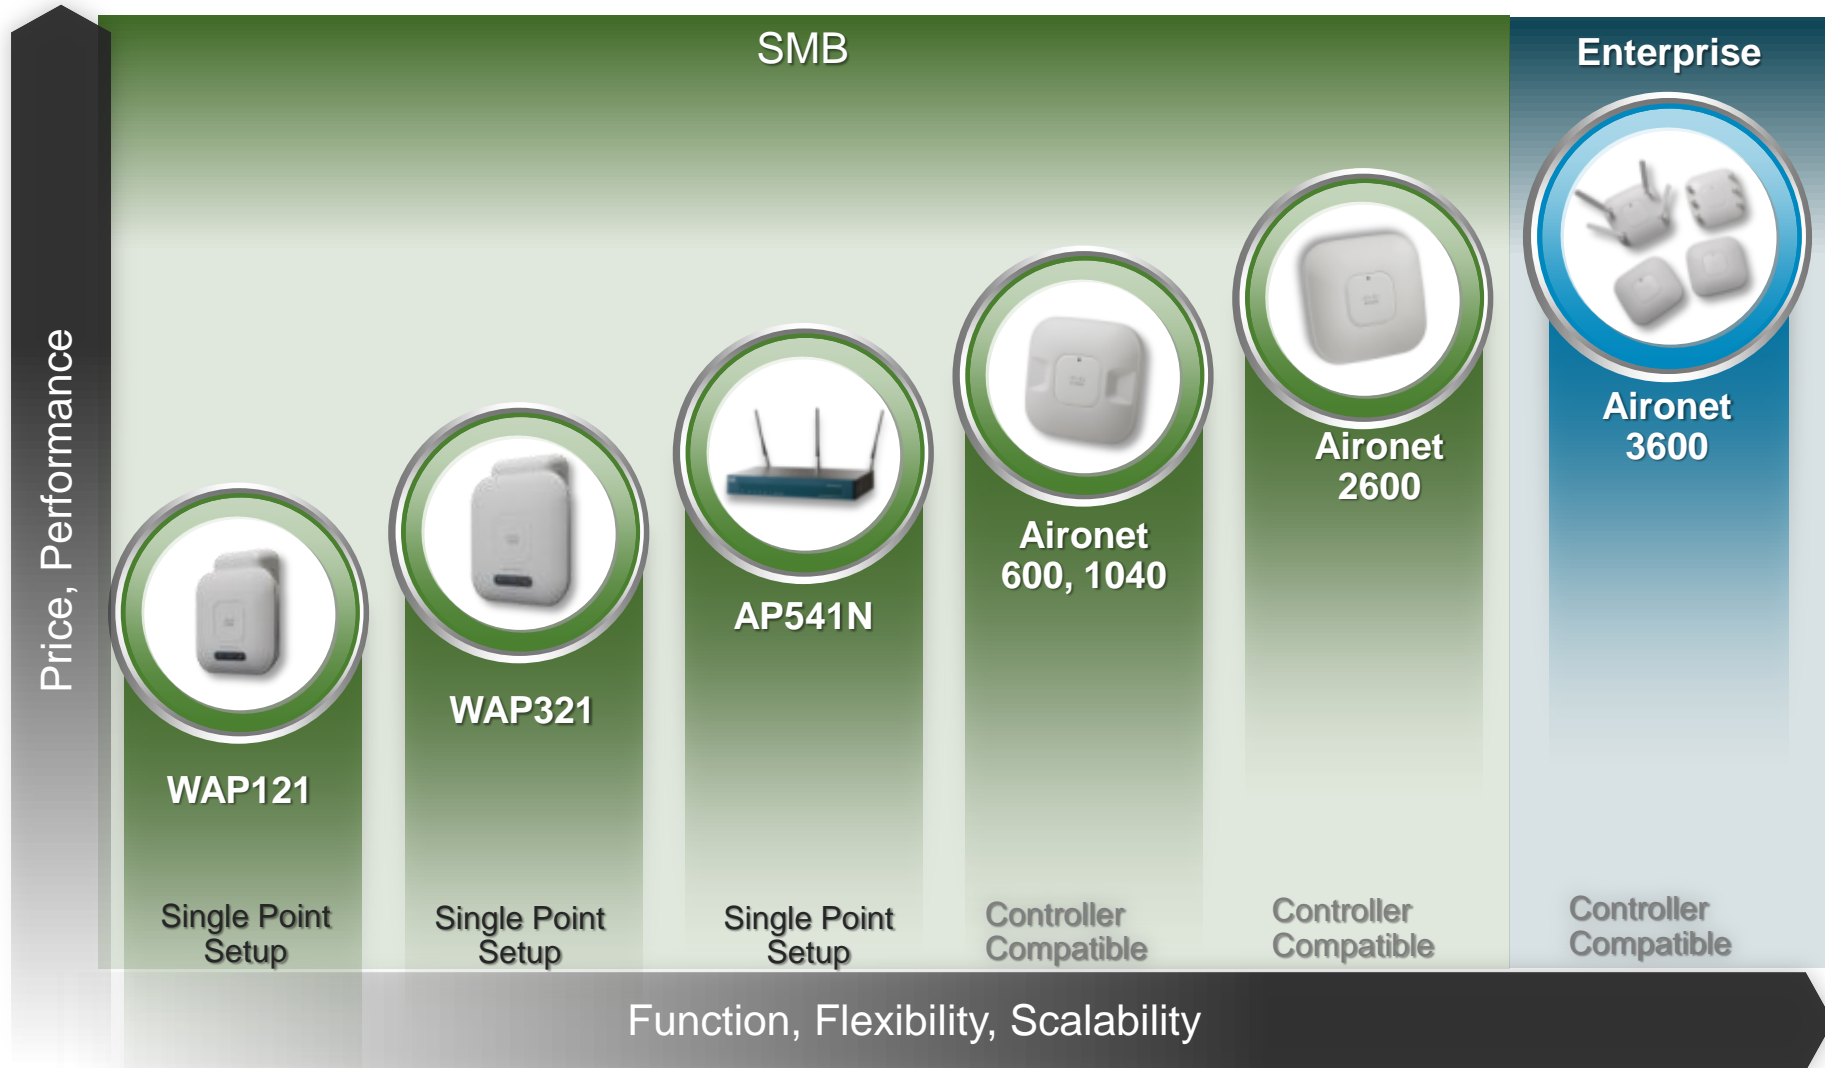 SMB
Enterprise
Price, Performance
WAP121
WAP321
AP541N
Aironet
600, 1040
Aironet
2600
Aironet
3600
Single Point
Setup
Single Point
Setup
Single Point
Setup
Controller
Compatible
Controller
Compatible
Controller
Compatible
Function, Flexibility, Scalability